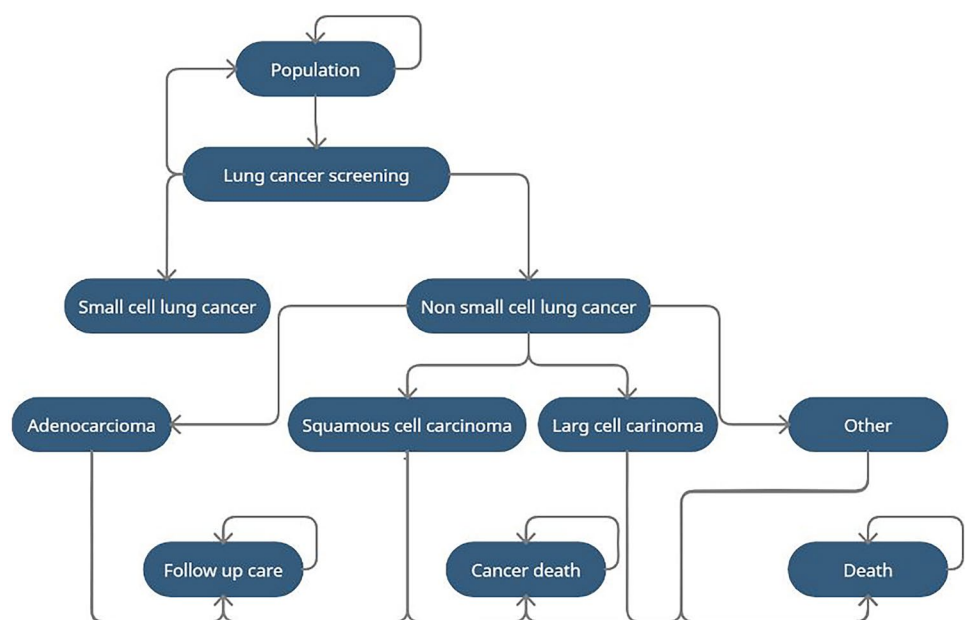 Population
Lung cancer screening
Small cell lung cancer
Non small cell lung cancer
Adenocarcioma
Squamous cell carcinoma
Larg cell carinoma
Other
Follow up care
Cancer death
Death